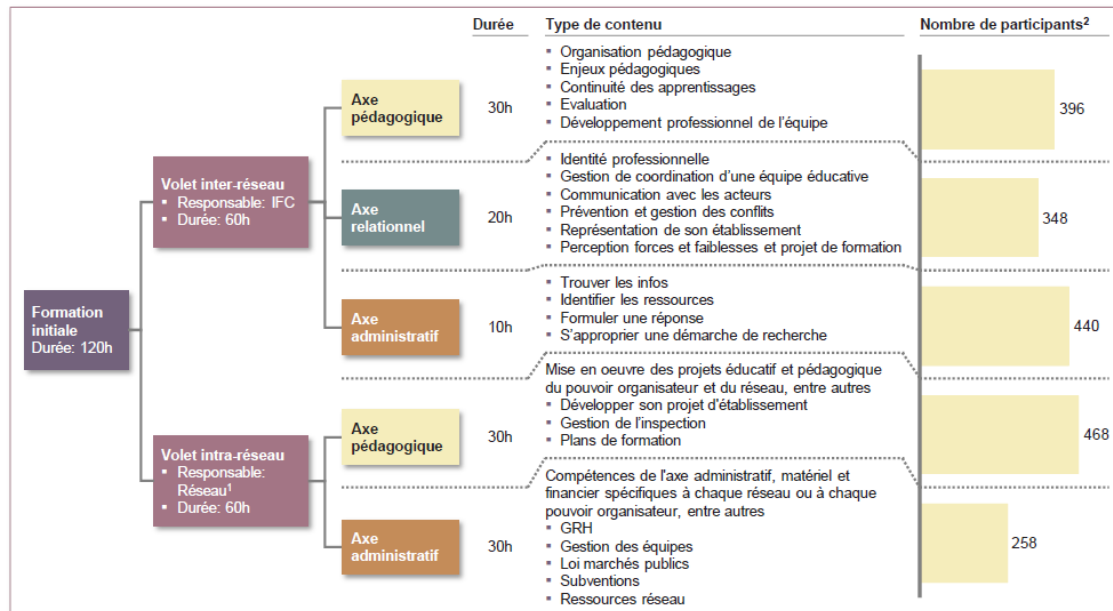 Durée
Type de contenu
Nombre de participants²
Formation
initiale
Durée: 120h
Volet inter-réseau
▪ Responsable: IFC
▪ Durée: 60h
Axe
pédagogique
30h
▪ Organisation pédagogique
▪ Enjeux pédagogiques
▪ Continuité des apprentissages
▪ Evaluation
▪ Développement professionnel de l'équipe
396
Axe
relationnel
20h
▪ Identité professionnelle
▪ Gestion de coordination d'une équipe éducative
▪ Communication avec les acteurs
▪ Prévention et gestion des conflits
▪ Représentation de son établissement
▪ Perception forces et faiblesses et projet de formation
348
Axe
administratif
10h
▪ Trouver les infos
▪ Identifier les ressources
▪ Formuler une réponse
▪ S'approprier une démarche de recherche
440
Volet intra-réseau
▪ Responsable:
Réseau¹
▪ Durée: 60h
Axe
pédagogique
30h
Mise en oeuvre des projets éducatif et pédagogique
du pouvoir organisateur et du réseau, entre autres
▪ Développer son projet d'établissement
▪ Gestion de l'inspection
▪ Plans de formation
468
Axe
administratif
30h
Compétences de l'axe administratif, matériel et
financier spécifiques à chaque réseau ou à chaque
pouvoir organisateur, entre autres
▪ GRH
▪ Gestion des équipes
▪ Loi marchés publics
▪ Subventions
▪ Ressources réseau
258